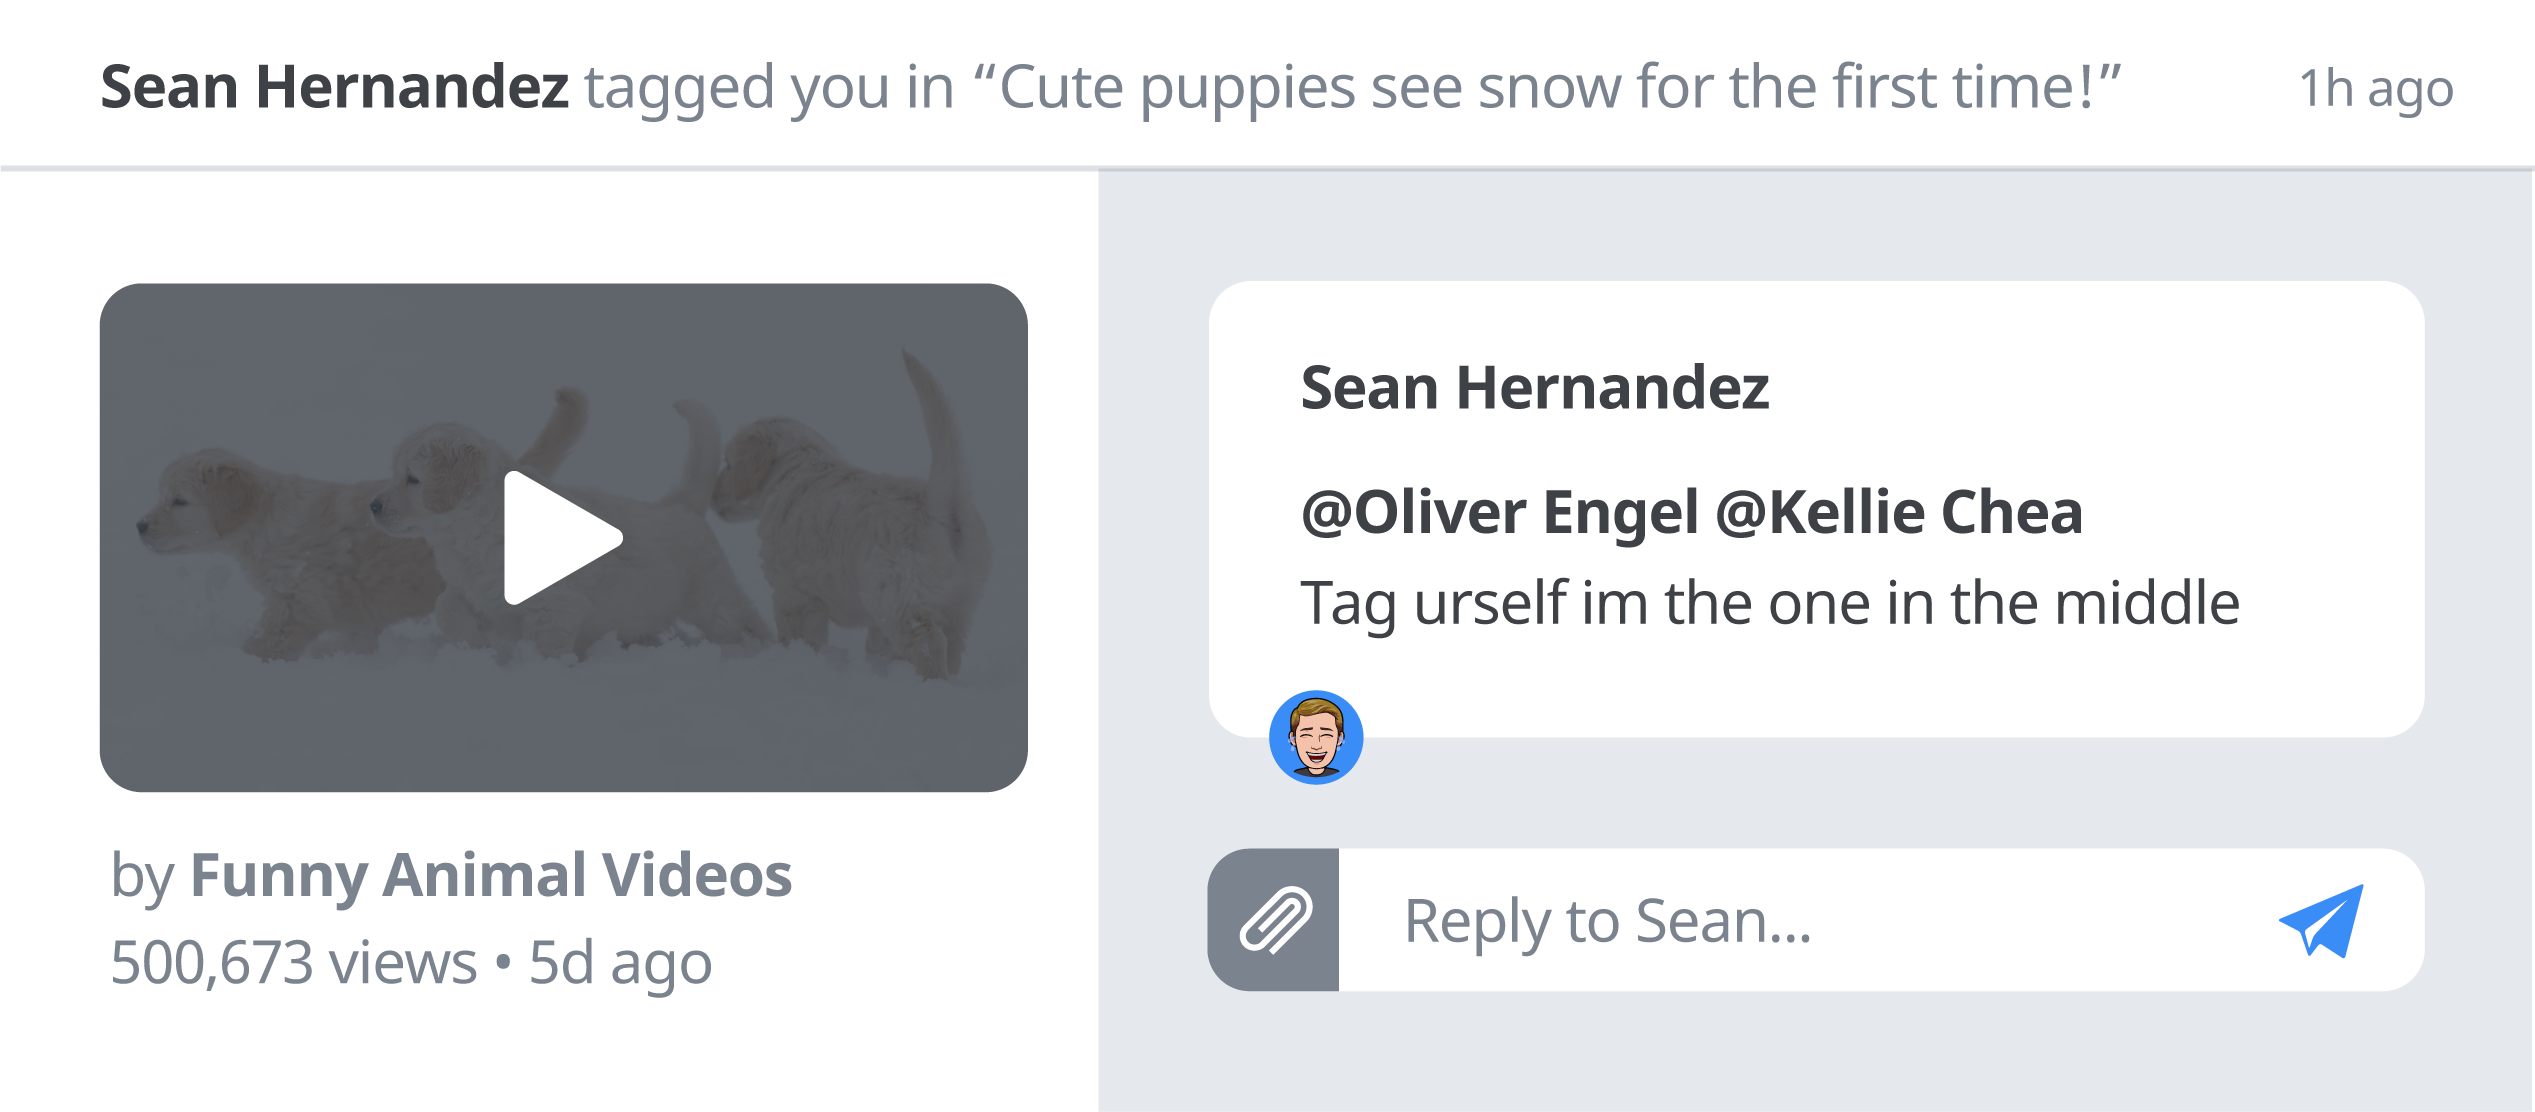 Sean Hernandez tagged you in “Cute puppies see snow for the first time!”
1h ago
by Funny Animal Videos
500,673 views • 5d ago
Sean Hernandez
@Oliver Engel @Kellie Chea
Tag urself im the one in the middle
Reply to Sean...